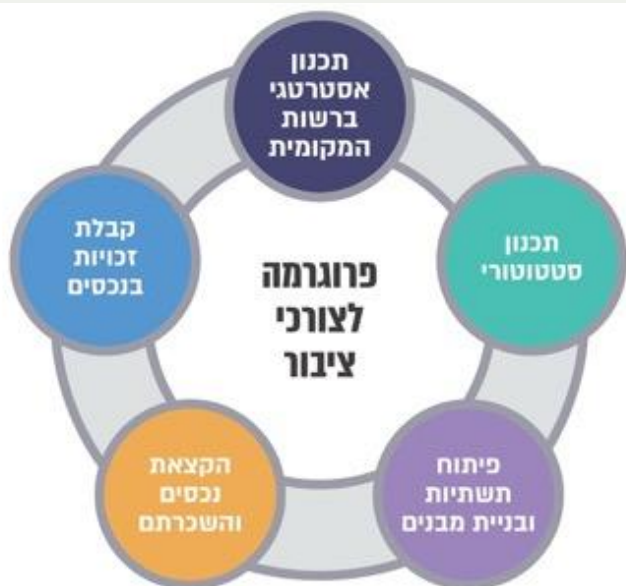 תכנון
אסטרטגי
ברשות
המקומית
תכנון
סטטוטורי
פיתוח
תשתיות
ובניית מבנים
הקצאת
נכסים
והשכרתם
קבלת
זכויות
בנכסים
פרוגרמה
לצורכי
ציבור